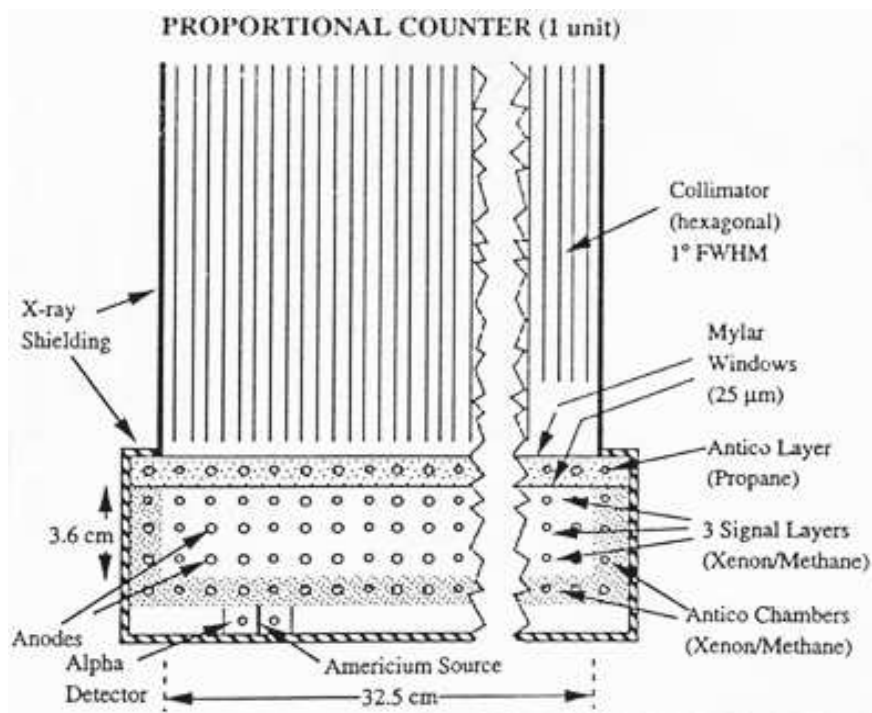 PROPORTIONAL COUNTER (1 unit)
Collimator
(hexagonal)
1° FWHM
X-ray
Shielding
Mylar
Windows
(25 μm)
Antico Layer
(Propane)
3.6 cm
3 Signal Layers
(Xenon/Methane)
Anodes
Antico Chambers
(Xenon/Methane)
Alpha
Detector
Americium Source
32.5 cm